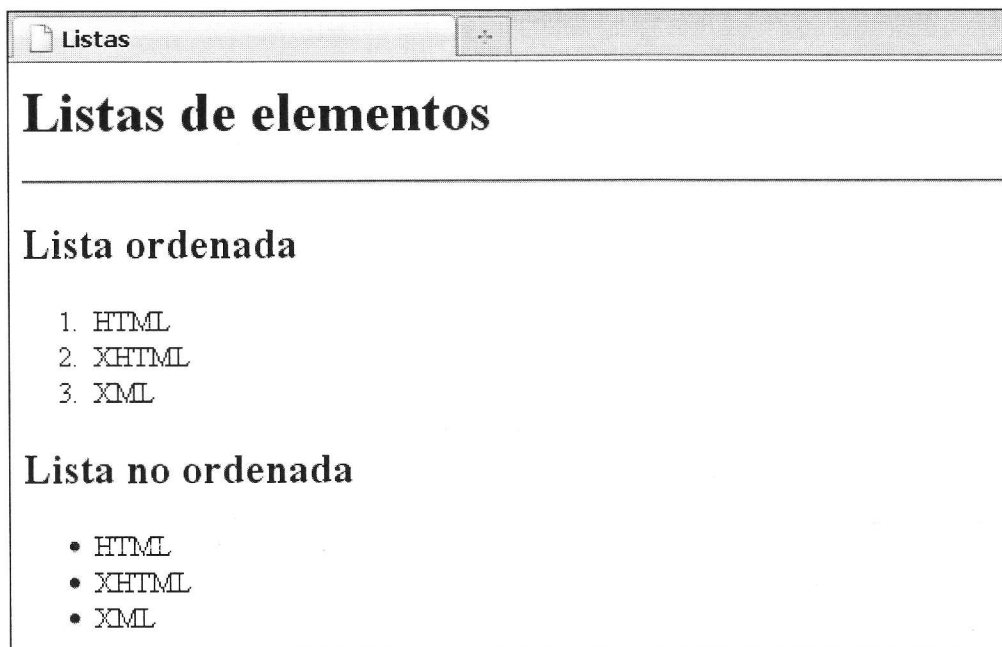 Listas
Listas de elementos
Lista ordenada
1. HTML
2. XHTML
3. XML
Lista no ordenada
• HTML
• XHTML
• XML